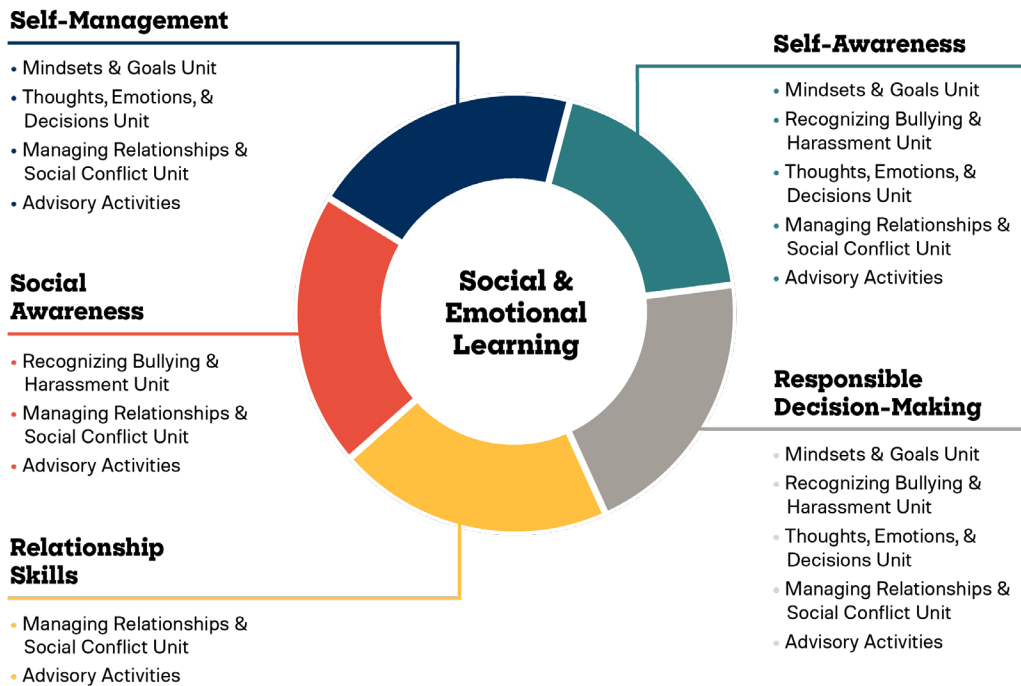 Self-Management
• Mindsets & Goals Unit
• Thoughts, Emotions, &
Decisions Unit
• Managing Relationships &
Social Conflict Unit
• Advisory Activities
Social
Awareness
• Recognizing Bullying &
Harassment Unit
• Managing Relationships &
Social Conflict Unit
• Advisory Activities
Relationship
Skills
• Managing Relationships &
Social Conflict Unit
• Advisory Activities
Social &
Emotional
Learning
Self-Awareness
• Mindsets & Goals Unit
• Recognizing Bullying &
Harassment Unit
• Thoughts, Emotions, &
Decisions Unit
• Managing Relationships &
Social Conflict Unit
• Advisory Activities
Responsible
Decision-Making
• Mindsets & Goals Unit
• Recognizing Bullying &
Harassment Unit
• Thoughts, Emotions, &
Decisions Unit
• Managing Relationships &
Social Conflict Unit
• Advisory Activities